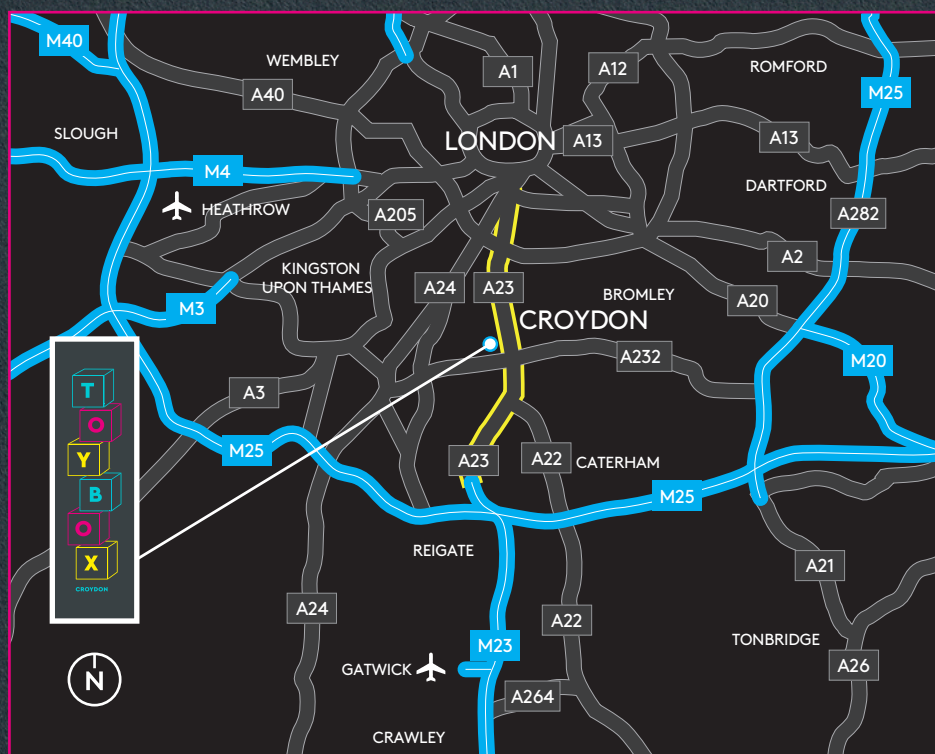 M40
WEMBLEY
A1
A12
ROMFORD
A40
M25
SLOUGH
LONDON
A13
A13
M4
DARTFORD
HEATHROW
A205
A282
KINGSTON
UPON THAMES
A24
A23
A2
BROMLEY
A20
M3
CROYDON
A232
M20
A3
M25
A23
A22
CATERHAM
M25
T
O
Y
B
O
X
CROYDON
REIGATE
A21
A24
A22
TONBRIDGE
M23
GATWICK
A26
N
A264
CRAWLEY